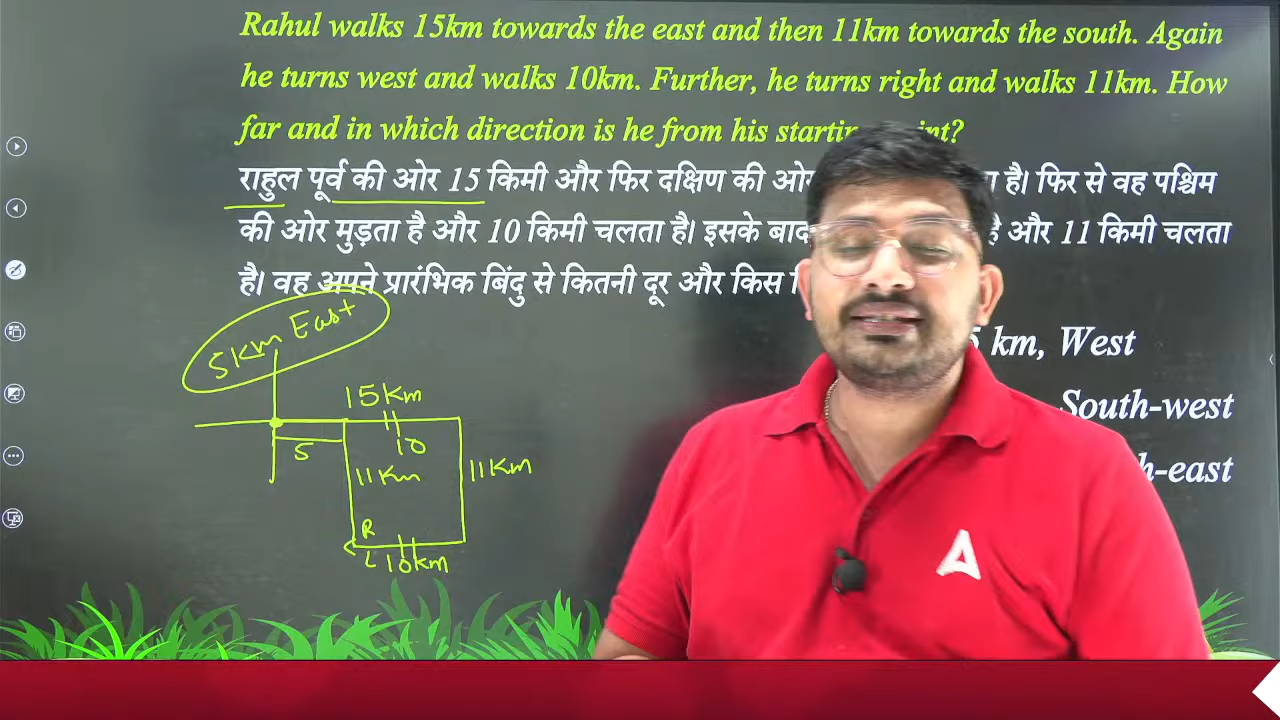 Rahul walks 15km towards the east and then 11km towards the south. Again
he turns west and walks 10km. Further, he turns right and walks 11km. How
far and in which direction is he from his
राहुल पूर्व की ओर 15 किमी और फिर दक्षिण की ओर है। फिर से वह पश्चिम
की ओर मुड़ता है और 10 किमी चलता है। इसके बाद है और 11 किमी चलता
है। वह अपने प्रारंभिक बिंदु से कितनी दूर और किस
5km East
km, West
15km
South-west
10
5
11km
11km
R
L 10km